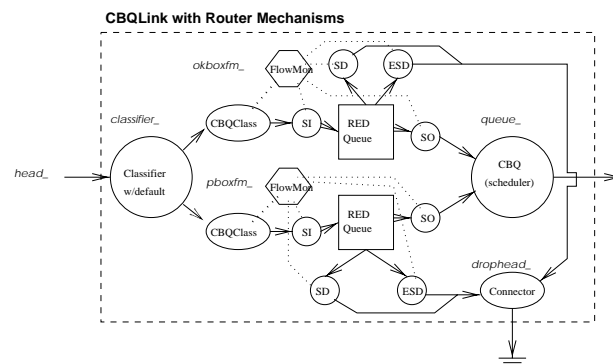 CBQLink with Router Mechanisms
okboxfm_
FlowMon
SD
ESD
classifier_
CBQClass
SI
RED
Queue
SO
queue_
head_
Classifier
w/default
CBQ
(scheduler)
pboxfm_
FlowMon
CBQClass
SI
RED
Queue
SO
drophead_
SD
ESD
Connector